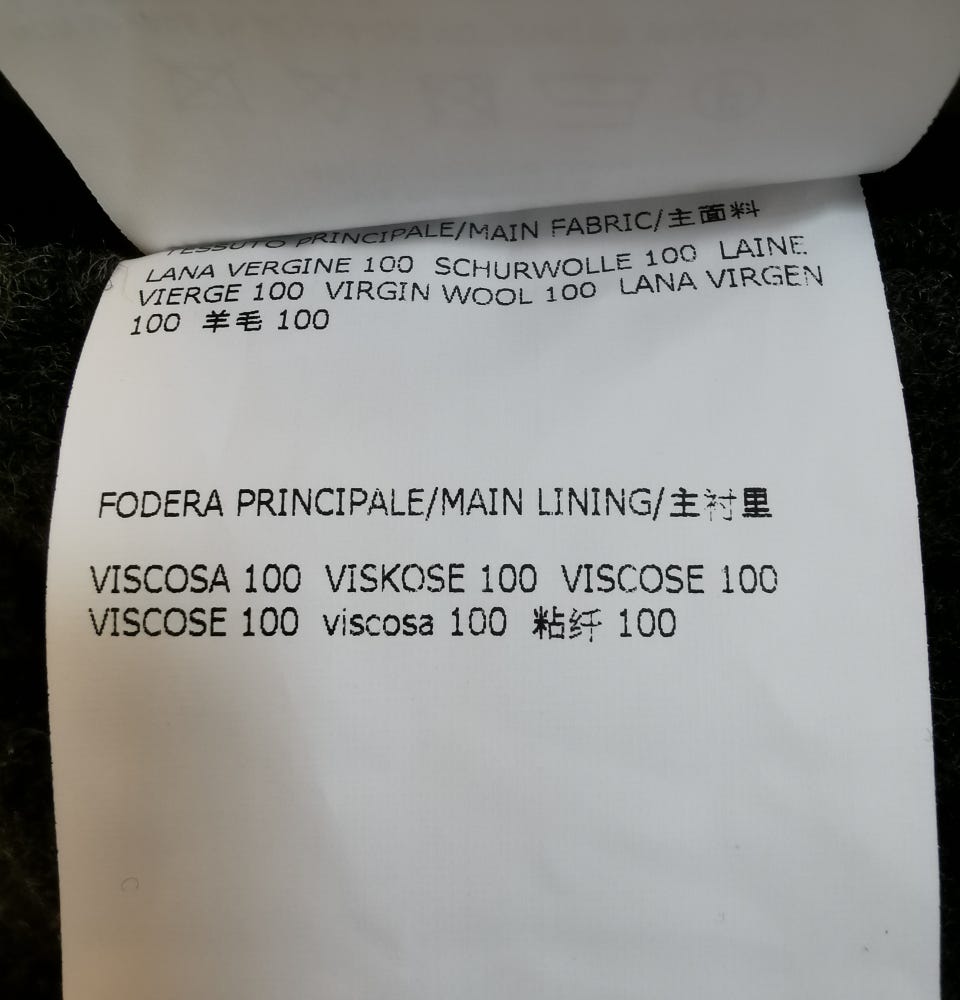 TESSUTO PRINCIPALE/MAIN FABRIC/主面料
LANA VERGINE 100 SCHURWOLLE 100 LAINE
VIERGE 100 VIRGIN WOOL 100 LANA VIRGEN
100 羊毛 100
FODERA PRINCIPALE/MAIN LINING/主衬里
VISCOSA 100 VISKOSE 100 VISCOSE 100
VISCOSE 100 viscosa 100 粘纤 100